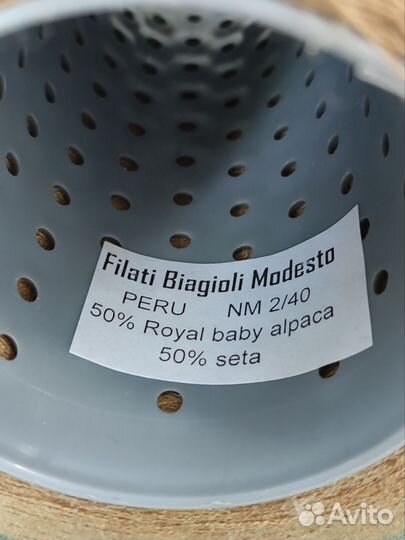 Filati Biagioli Modesto
PERU NM 2/40
50% Royal baby alpaca
50% seta
Avito